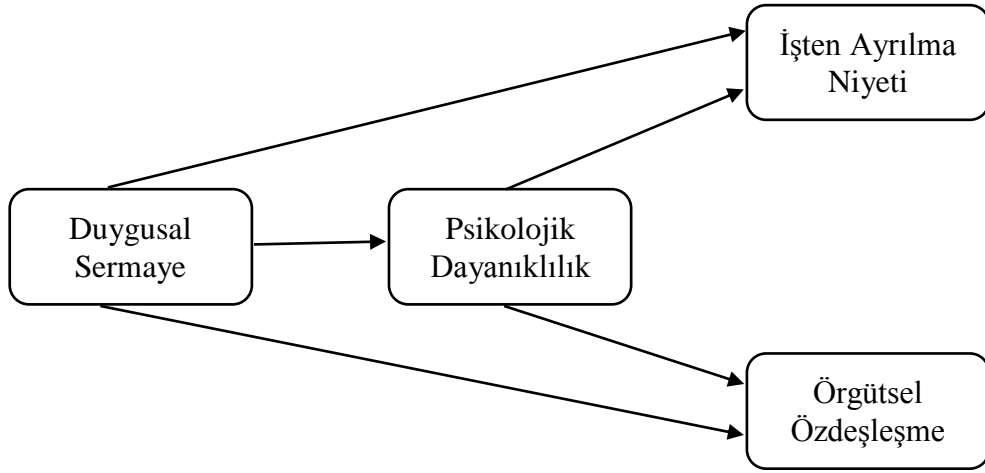 İşten Ayrılma
Niyeti
Duygusal
Sermaye
Psikolojik
Dayanıklılık
Örgütsel
Özdeşleşme